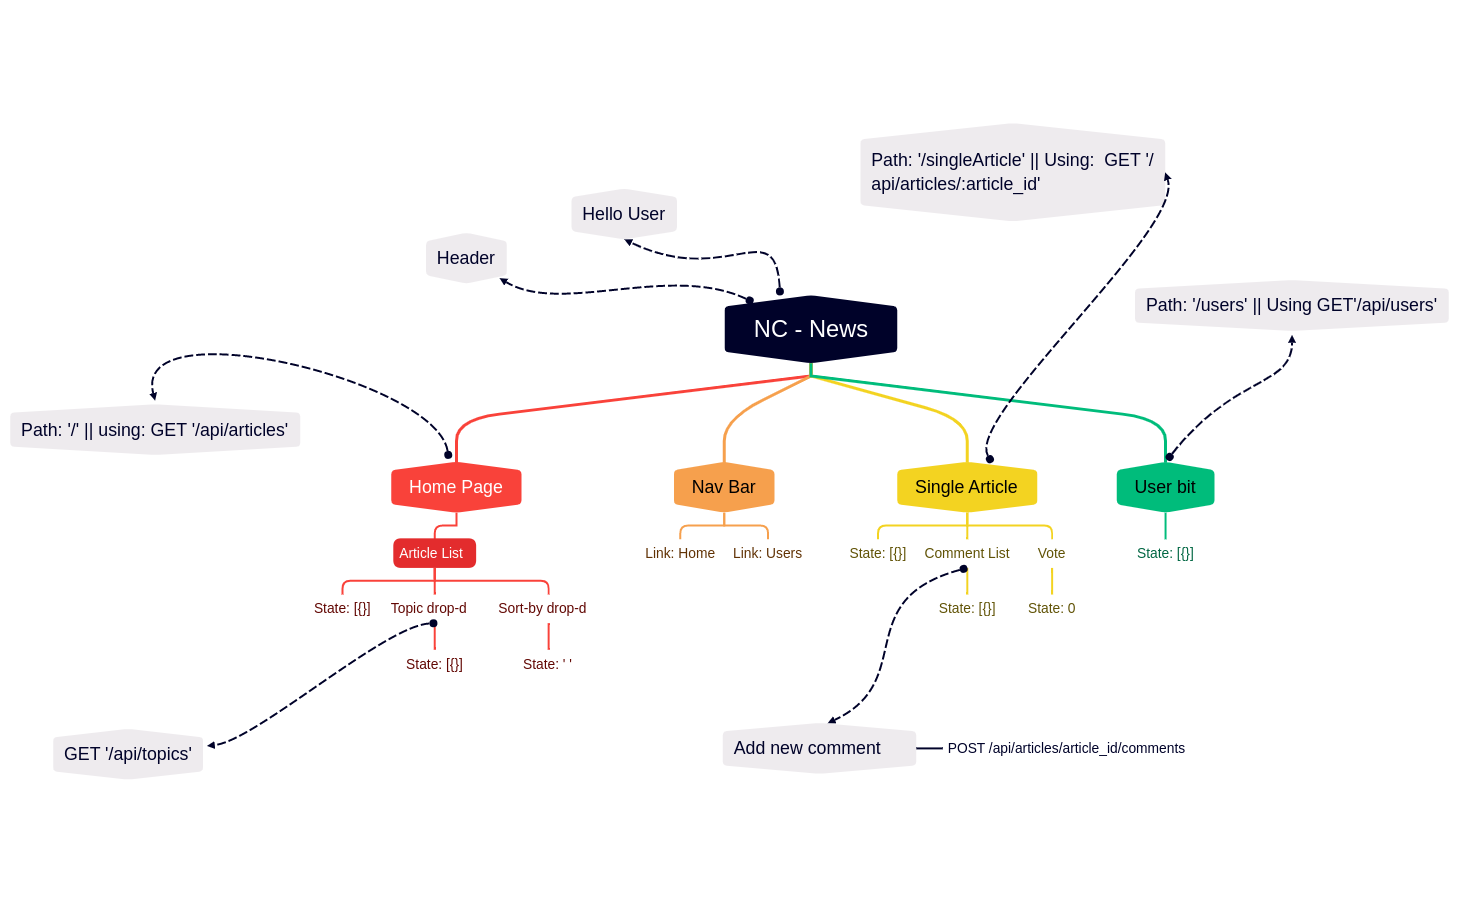 Path: '/singleArticle' || Using:  GET '/
api/articles/:article_id'
Hello User
Header
Path: '/users' || Using GET'/api/users'
NC - News
Path: '/' || using: GET '/api/articles'
Home Page
Nav Bar
Single Article
User bit
Article List
Link: Home
Link: Users
State: [{}]
Comment List
Vote
State: [{}]
State: [{}]
Topic drop-d
Sort-by drop-d
State: [{}]
State: 0
State: [{}]
State: ' '
GET '/api/topics'
Add new comment
POST /api/articles/article_id/comments